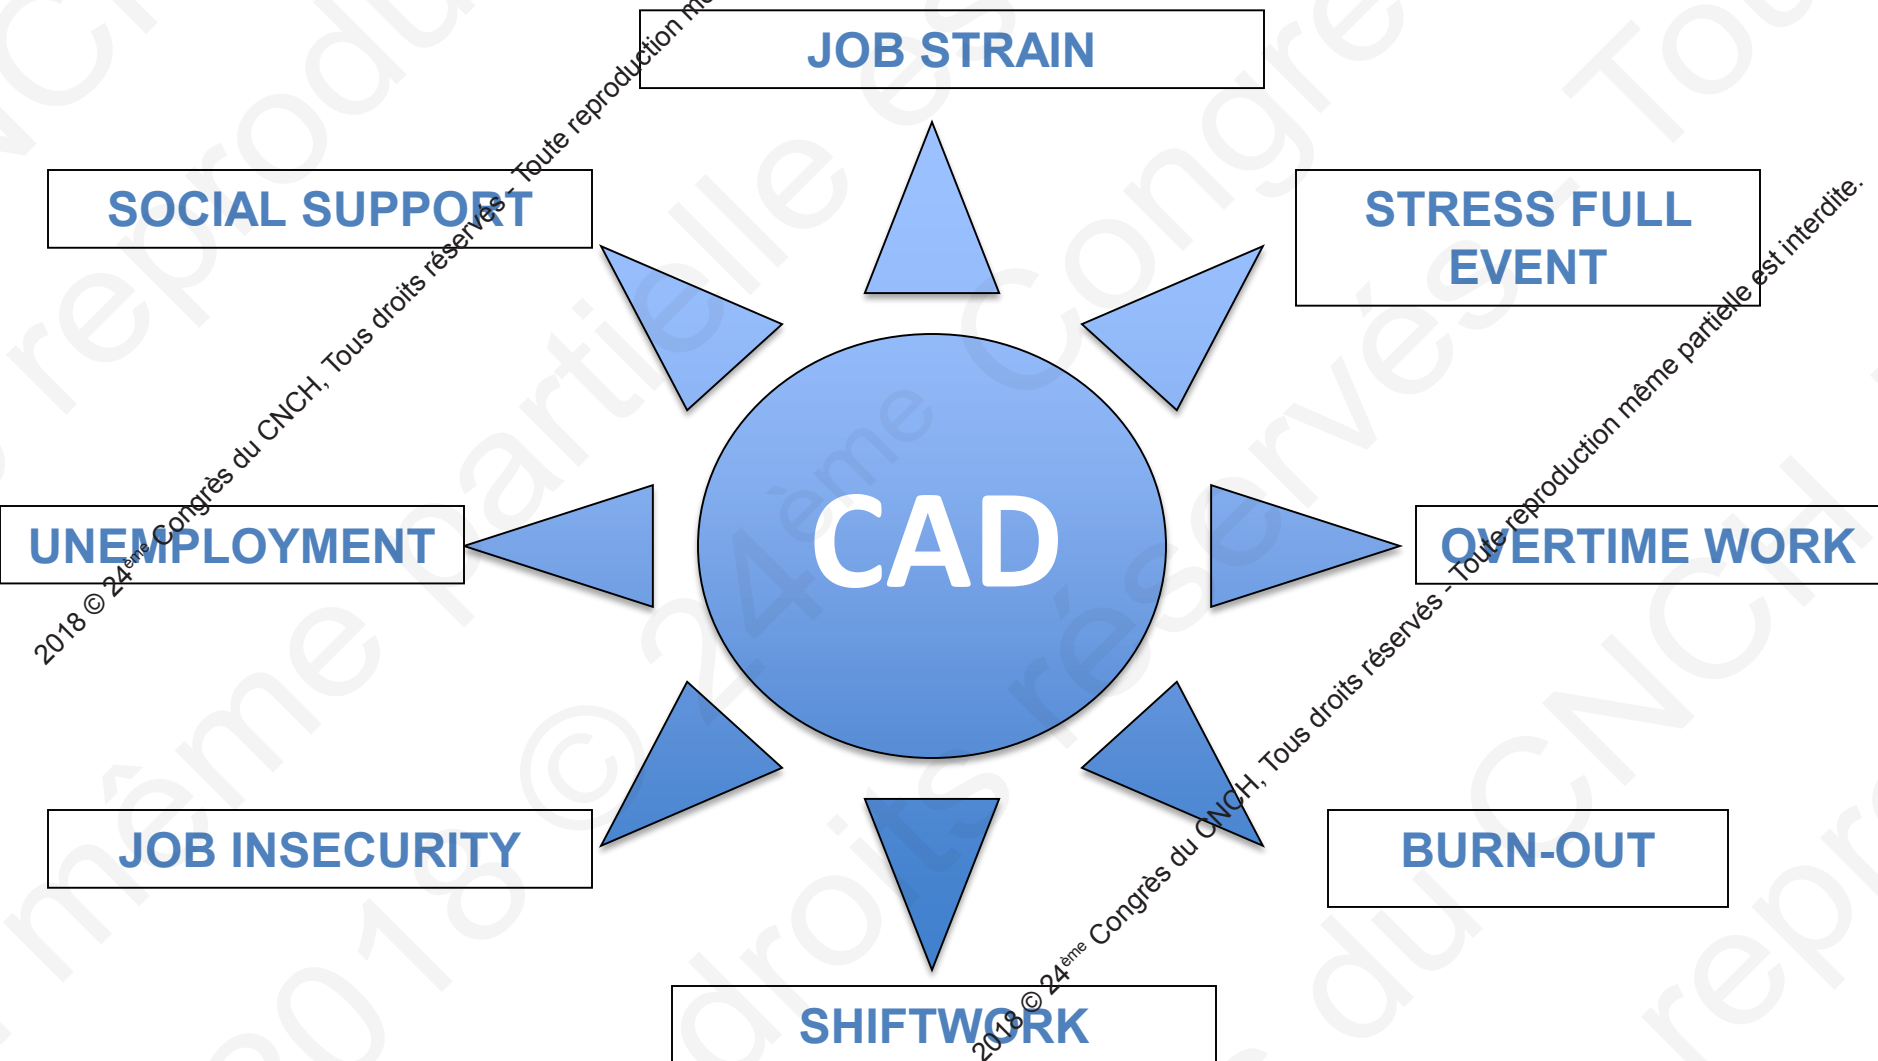 JOB STRAIN
SOCIAL SUPPORT
STRESS FULL
EVENT
CAD
UNEMPLOYMENT
OVERTIME WORK
JOB INSECURITY
BURN-OUT
SHIFTWORK
2018 © 24ème Congrès du CNCH, Tous droits réservés - Toute reproduction
2018 © 24ème Congrès du CNCH, Tous droits réservés - Toute reproduction même partielle est interdite.